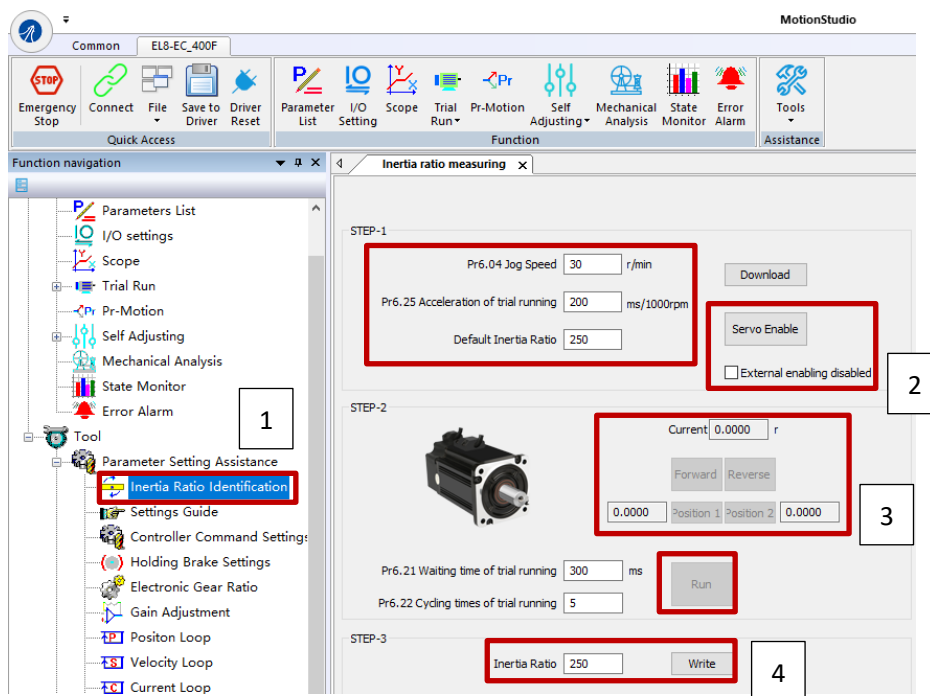 MotionStudio
Common EL8-EC_400F
Emergency Stop
Connect
File
Save to Driver
Driver Reset
Parameter List
I/O Setting
Scope
Trial Run
Pr-Motion
Self Adjusting
Mechanical Analysis
State Monitor
Error Alarm
Tools
Quick Access
Function
Assistance
Function navigation
Parameters List
I/O settings
Scope
Trial Run
Pr-Motion
Self Adjusting
Mechanical Analysis
State Monitor
Error Alarm
1
Tool
Parameter Setting Assistance
Inertia Ratio Identification
Settings Guide
Controller Command Settings
Holding Brake Settings
Electronic Gear Ratio
Gain Adjustment
Positon Loop
Velocity Loop
Current Loop
Inertia ratio measuring x
STEP-1
Pr6.04 Jog Speed 30 r/min
Pr6.25 Acceleration of trial running 200 ms/1000rpm
Default Inertia Ratio 250
Download
Servo Enable
External enabling disabled
2
STEP-2
Current 0.0000 r
Forward Reverse
0.0000 Position 1 Position 2 0.0000
3
Pr6.21 Waiting time of trial running 300 ms
Pr6.22 Cycling times of trial running 5
Run
STEP-3
Inertia Ratio 250 Write
4